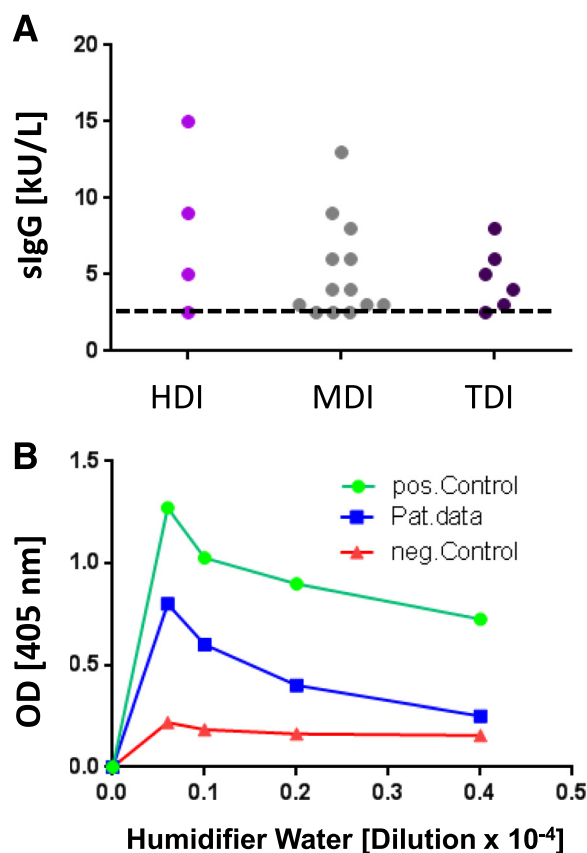 A
sIgG [kU/L]
20
15
10
5
0
HDI MDI TDI
B
OD [405 nm]
1.5
1.0
0.5
0.0
pos.Control
Pat.data
neg.Control
0.0 0.1 0.2 0.3 0.4 0.5
Humidifier Water [Dilution x 10⁻⁴]